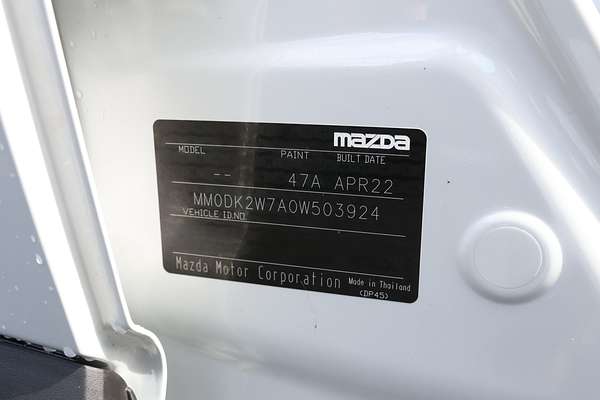 mazda
MODEL PAINT BUILT DATE
-- 47A APR22
MM0DK2W7A0W503924
VEHICLE ID.NO
Mazda Motor Corporation Made in Thailand
(DP45)